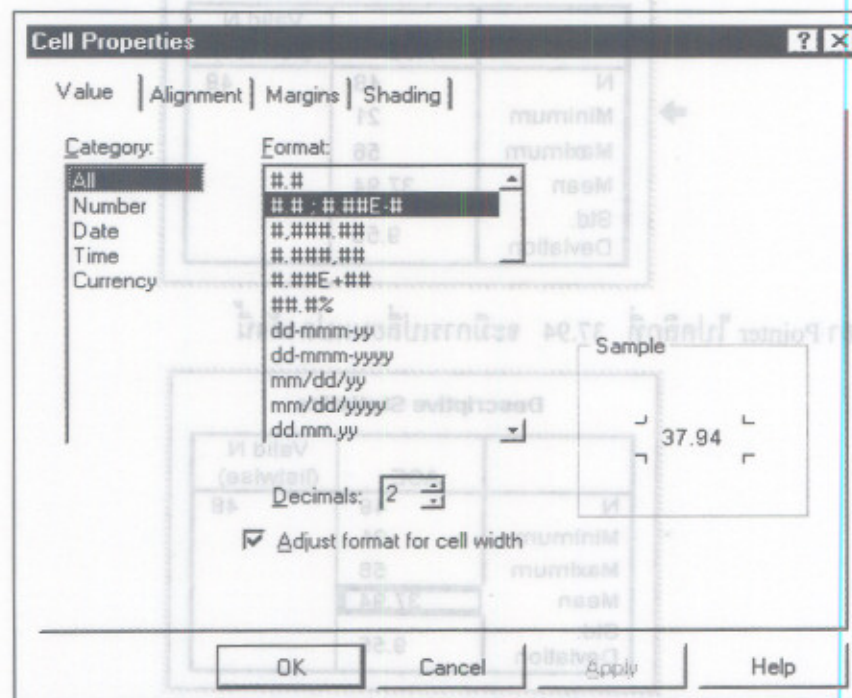 Cell Properties
Value Alignment Margins Shading
Category: Format:
All
Number
Date
Time
Currency
#.#
#.# ; #.##E-#
#,###.##
#.###,##
#.##E+##
##.#%
dd-mmm-yy
dd-mmm-yyyy
mm/dd/yy
mm/dd/yyyy
dd.mm.yy
Sample
37.94
Decimals: 2
Adjust format for cell width
OK Cancel Apply Help